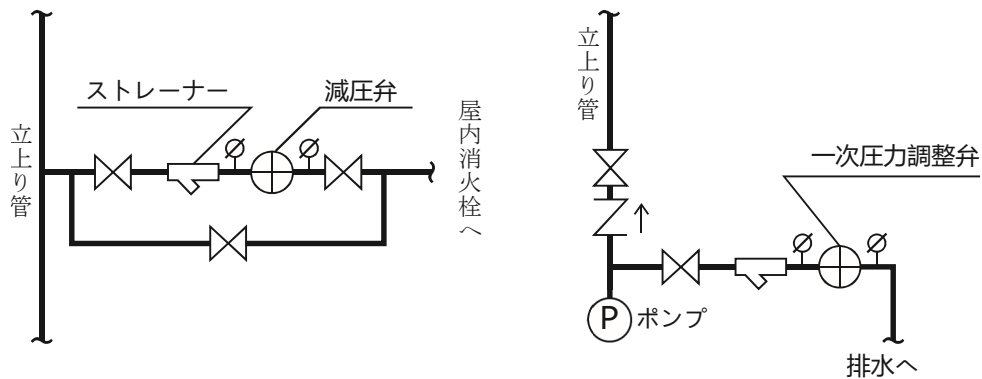 立上り管
ストレーナー
減圧弁
屋内消火栓へ
立上り管
一次圧力調整弁
P
ポンプ
排水へ